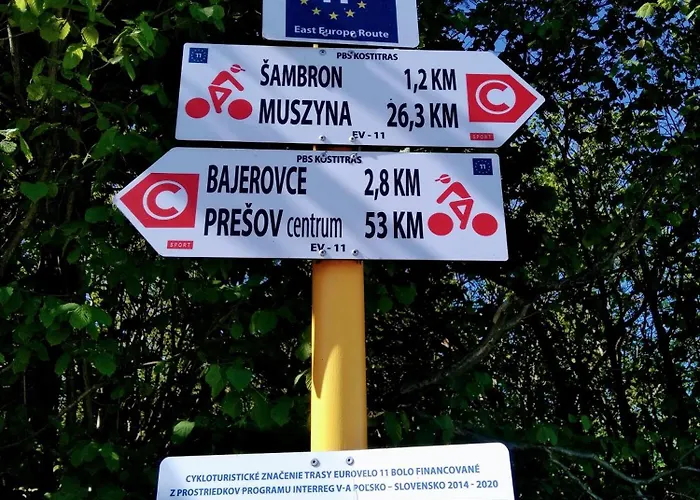 East Europe Route
PBS KOSTITRAS
11
ŠAMBRON 1,2 KM
MUSZYNA 26,3 KM
C
SPORT
EV - 11
PBS KOSTITRAS
11
BAJEROVCE 2,8 KM
PREŠOV centrum 53 KM
C
SPORT
EV - 11
CYKLOTURISTICKÉ ZNAČENIE TRASY EUROVELO 11 BOLO FINANCOVANÉ
Z PROSTRIEDKOV PROGRAMU INTERREG V-A POĽSKO – SLOVENSKO 2014 - 2020